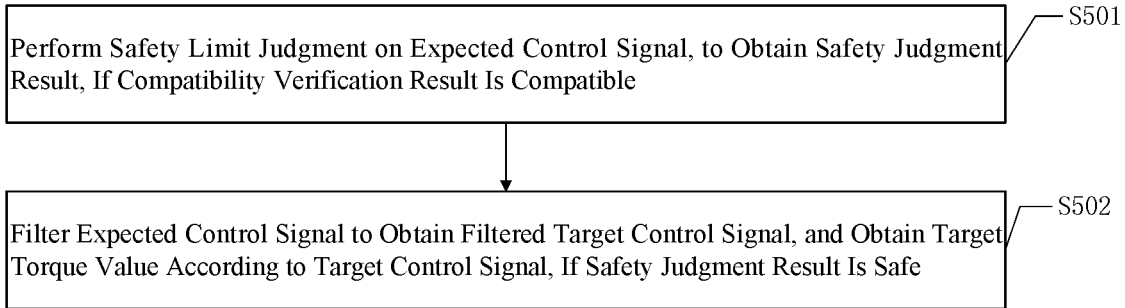 S501
Perform Safety Limit Judgment on Expected Control Signal, to Obtain Safety Judgment
Result, If Compatibility Verification Result Is Compatible
S502
Filter Expected Control Signal to Obtain Filtered Target Control Signal, and Obtain Target
Torque Value According to Target Control Signal, If Safety Judgment Result Is Safe